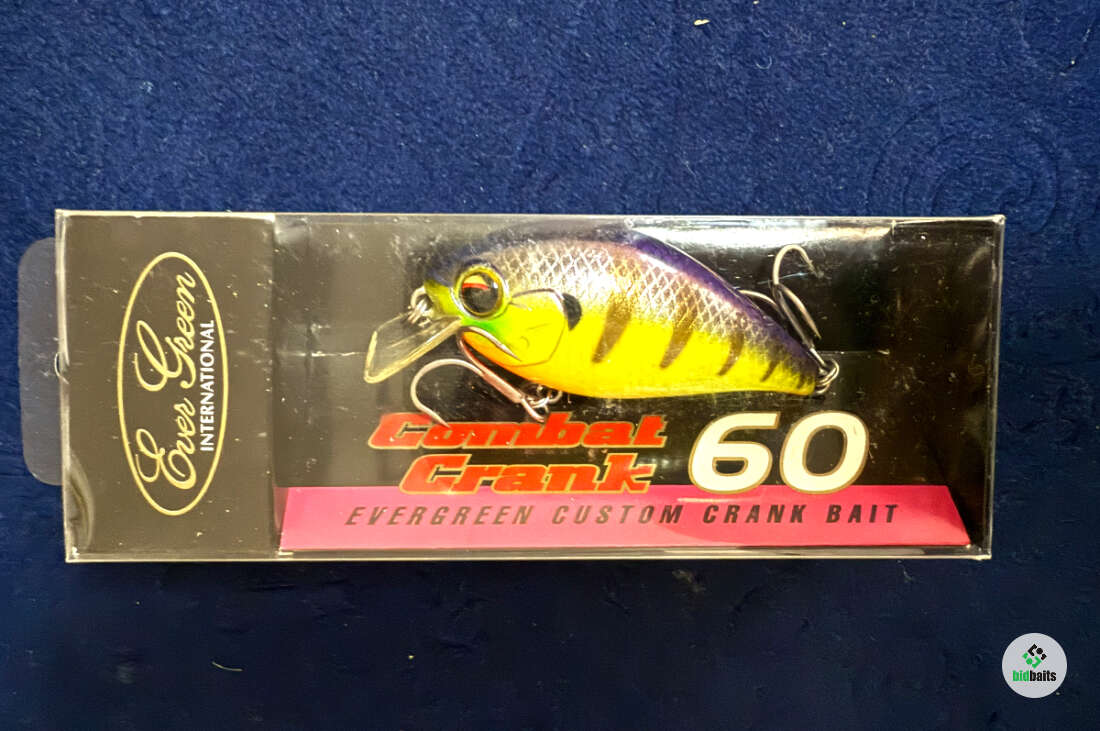 Ever Green
INTERNATIONAL
Combat
Crank 60
EVERGREEN CUSTOM CRANK BAIT
bidbaits